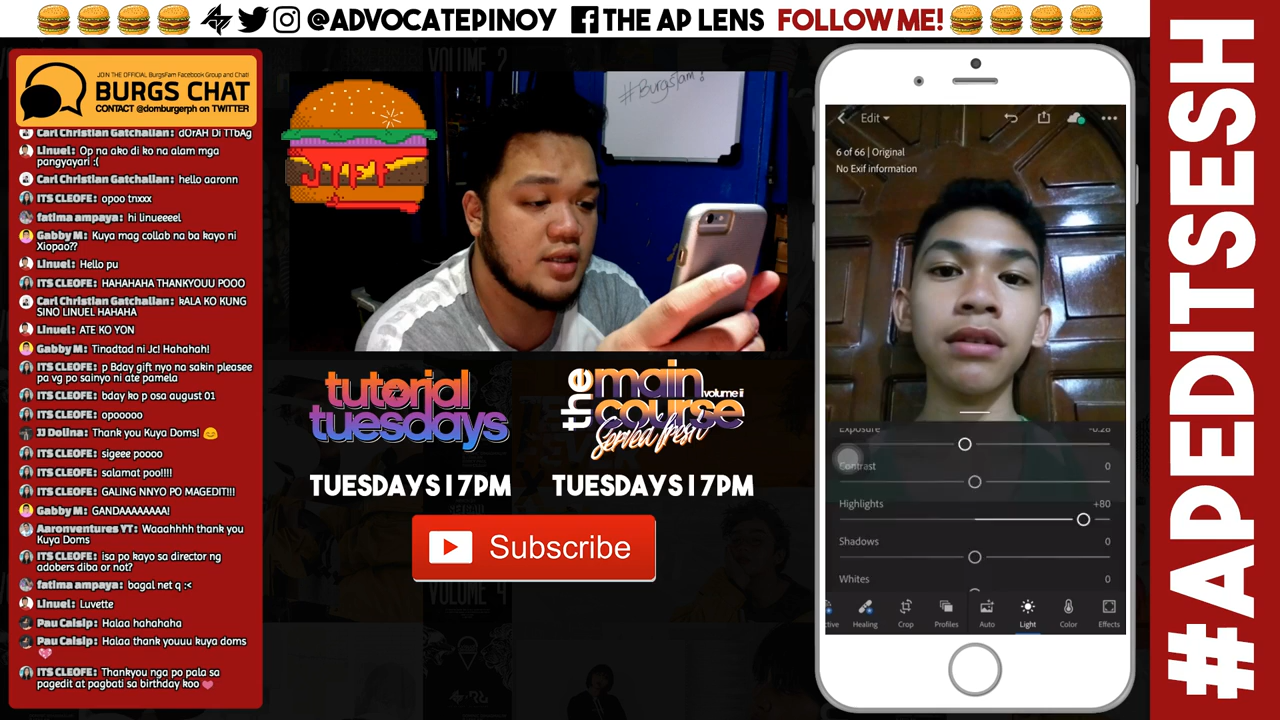 @ADVOCATEPINOY THE AP LENS FOLLOW ME!
JOIN THE OFFICIAL BurgsFam Facebook Group and Chat!
BURGS CHAT
CONTACT @domburgerph on TWITTER
Carl Christian Gatchalian: dOrAH Di TTbAg
Linuel: Op na ako di ko na alam mga
pangyayari :(
Carl Christian Gatchalian: hello aaronn
ITS CLEOFE: opoo tnxxx
fatima ampaya: hi linueeeel
Gabby M: Kuya mag collab na ba kayo ni
Xiopao??
Linuel: Hello pu
ITS CLEOFE: HAHAHAHA THANKYOUU POOO
Carl Christian Gatchalian: kALA KO KUNG
SINO LINUEL HAHAHA
Linuel: ATE KO YON
Gabby M: Tinadtad ni Jc! Hahahah!
ITS CLEOFE: p Bday gift nyo na sakin pleasee
pa vg po sainyo ni ate pamela
ITS CLEOFE: bday ko p osa august 01
ITS CLEOFE: opooooo
JJ Dolina: Thank you Kuya Doms! 😊
ITS CLEOFE: sigeee poooo
ITS CLEOFE: salamat poo!!!!
ITS CLEOFE: GALING NNYO PO MAGEDIT!!!
Gabby M: GANDAAAAAAA!
Aaronventures YT: Waaahhhh thank you
Kuya Doms
ITS CLEOFE: isa po kayo sa director ng
adobers diba or not?
fatima ampaya: bagal net q :<
Linuel: Luvette
Pau Calsip: Halaa hahahaha
Pau Calsip: Halaa thank youuu kuya doms
💖
ITS CLEOFE: Thankyou nga po pala sa
pagedit at pagbati sa birthday koo ❤
#Burgsfam!
tutorial
tuesdays
TUESDAYS | 7PM
the main
course
volume ii
Served fresh
TUESDAYS | 7PM
Subscribe
Edit
6 of 66 | Original
No Exif information
Exposure -0.28
Contrast 0
Highlights +80
Shadows 0
Whites 0
ctive Healing Crop Profiles Auto Light Color Effects
#APEDITSESH